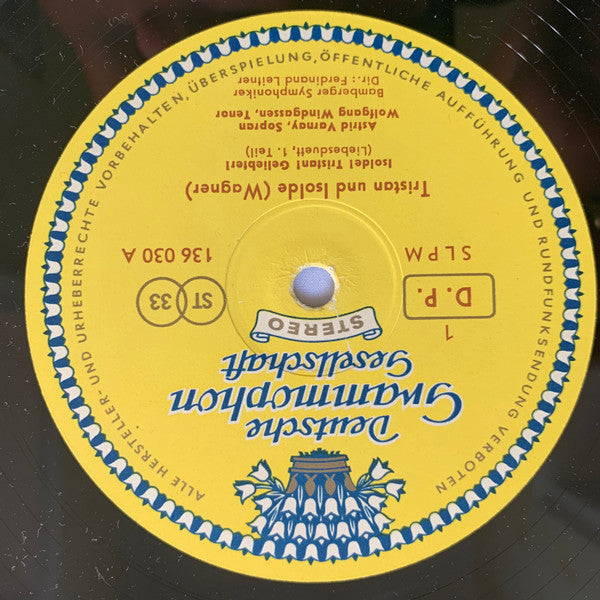 ALLE HERSTELLER- UND URHEBERRECHTE VORBEHALTEN, ÜBERSPIELUNG, ÖFFENTLICHE AUFFÜHRUNG UND RUNDFUNKSENDUNG VERBOTEN
Deutsche
Grammophon
Gesellschaft
STEREO
1
D.P.
ST 33
SLPM
136 030 A
Tristan und Isolde (Wagner)
Isolde! Tristan! Geliebter!
(Liebesduett, 1. Teil)
Astrid Varnay, Sopran
Wolfgang Windgassen, Tenor
Bamberger Symphoniker
Dir.: Ferdinand Leitner